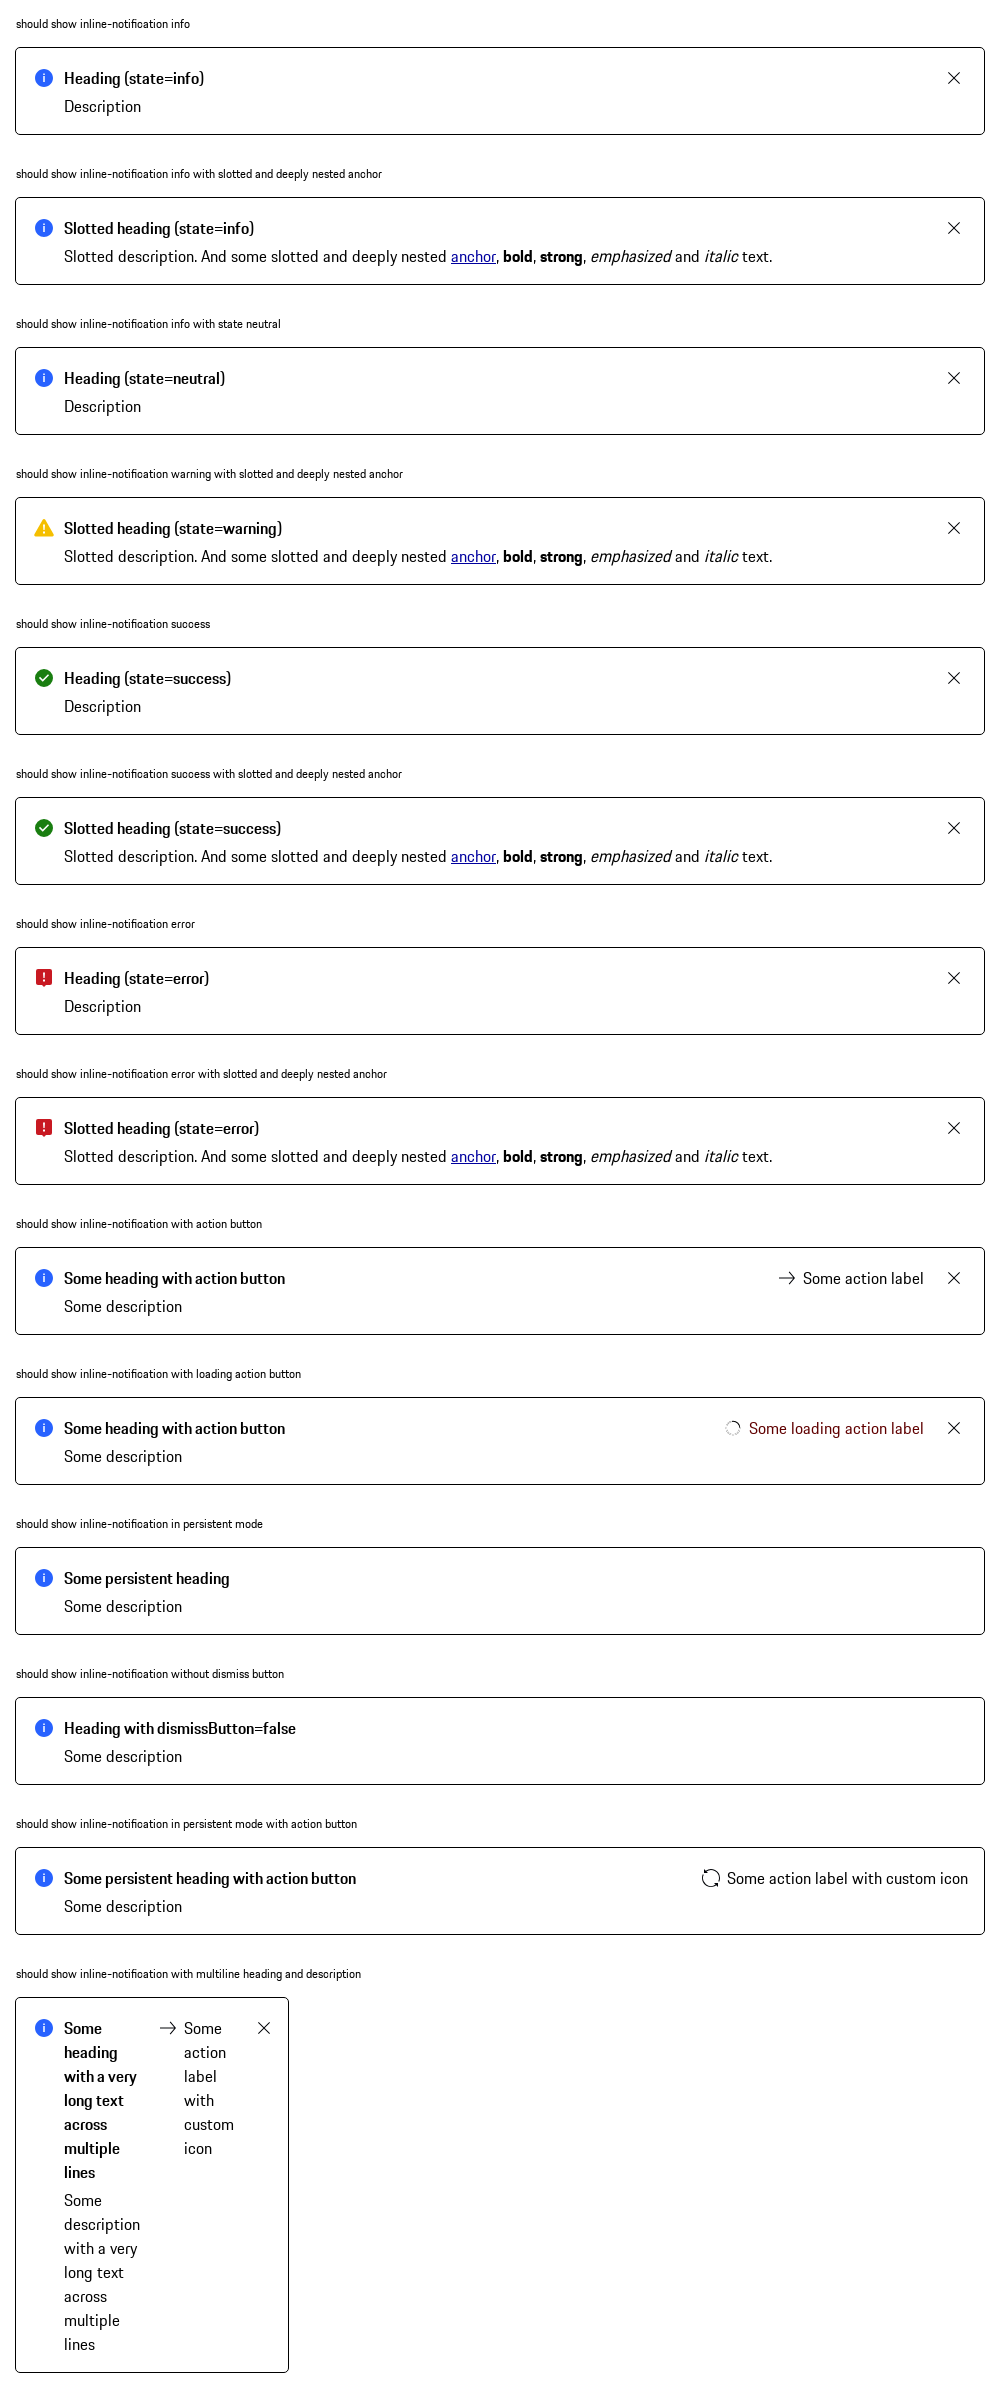 should show inline-notification info
Heading (state=info)
Description
should show inline-notification info with slotted and deeply nested anchor
Slotted heading (state=info)
Slotted description. And some slotted and deeply nested anchor, bold, strong, emphasized and italic text.
should show inline-notification info with state neutral
Heading (state=neutral)
Description
should show inline-notification warning with slotted and deeply nested anchor
Slotted heading (state=warning)
Slotted description. And some slotted and deeply nested anchor, bold, strong, emphasized and italic text.
should show inline-notification success
Heading (state=success)
Description
should show inline-notification success with slotted and deeply nested anchor
Slotted heading (state=success)
Slotted description. And some slotted and deeply nested anchor, bold, strong, emphasized and italic text.
should show inline-notification error
Heading (state=error)
Description
should show inline-notification error with slotted and deeply nested anchor
Slotted heading (state=error)
Slotted description. And some slotted and deeply nested anchor, bold, strong, emphasized and italic text.
should show inline-notification with action button
Some heading with action button
Some action label
Some description
should show inline-notification with loading action button
Some heading with action button
Some loading action label
Some description
should show inline-notification in persistent mode
Some persistent heading
Some description
should show inline-notification without dismiss button
Heading with dismissButton=false
Some description
should show inline-notification in persistent mode with action button
Some persistent heading with action button
Some action label with custom icon
Some description
should show inline-notification with multiline heading and description
Some
heading
with a very
long text
across
multiple
lines
Some
description
with a very
long text
across
multiple
lines
Some
action
label
with
custom
icon